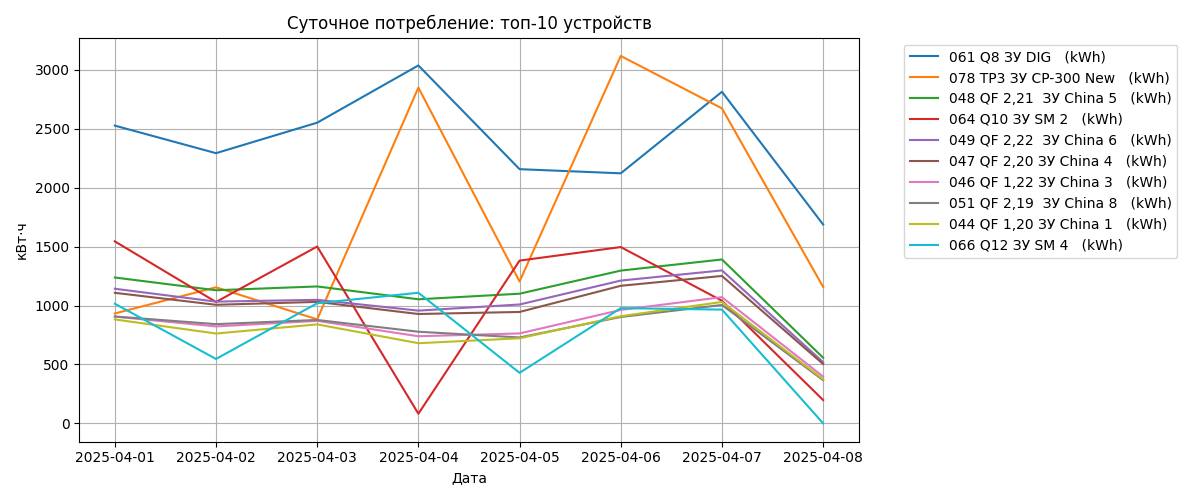 Суточное потребление: топ-10 устройств
кВт·ч
3000
2500
2000
1500
1000
500
0
2025-04-01 2025-04-02 2025-04-03 2025-04-04 2025-04-05 2025-04-06 2025-04-07 2025-04-08
Дата
061 Q8 ЗУ DIG (kWh)
078 ТРЗ ЗУ СР-300 New (kWh)
048 QF 2,21 ЗУ China 5 (kWh)
064 Q10 ЗУ SM 2 (kWh)
049 QF 2,22 ЗУ China 6 (kWh)
047 QF 2,20 ЗУ China 4 (kWh)
046 QF 1,22 ЗУ China 3 (kWh)
051 QF 2,19 ЗУ China 8 (kWh)
044 QF 1,20 ЗУ China 1 (kWh)
066 Q12 ЗУ SM 4 (kWh)